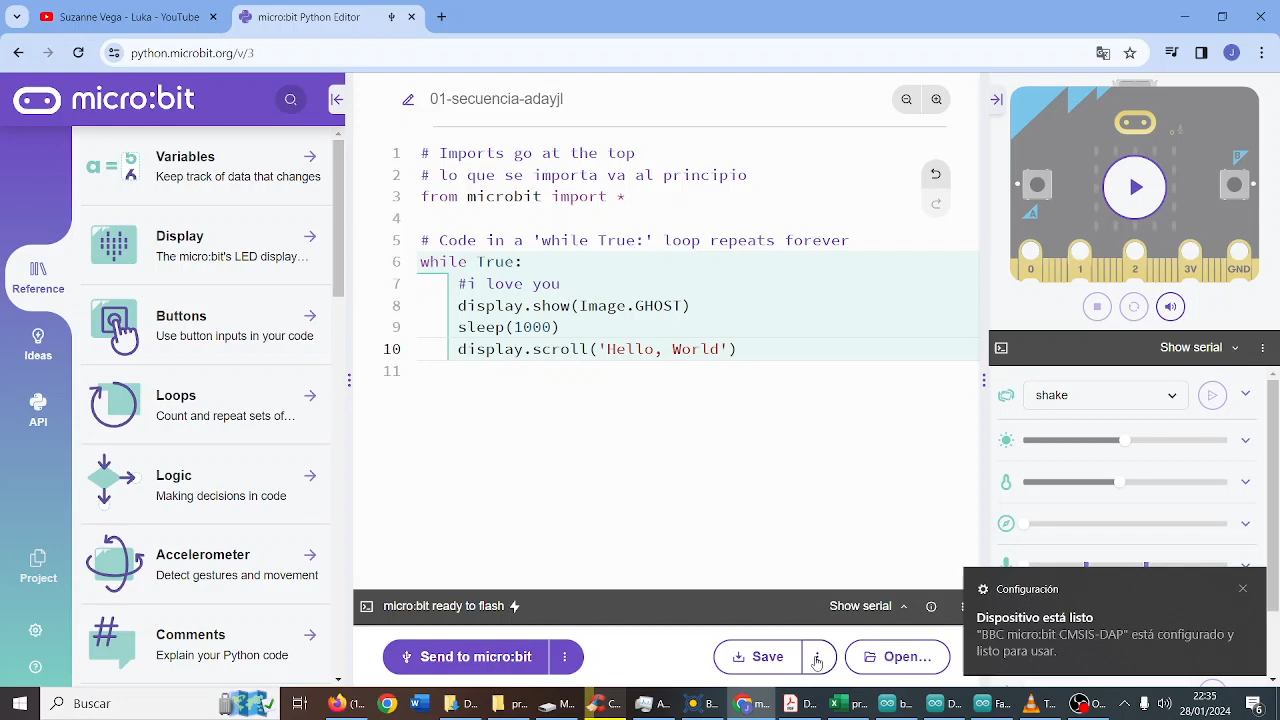 Sizanne Vega - Luka - YouTube
microbit Python Editor
python.microbit.org/v/3
J
micro:bit
01-secuencia-adayjl
Reference
Ideas
API
Project
Variables
Keep track of data that changes
Display
The micro:bit's LED display...
Buttons
Use button inputs in your code
Loops
Count and repeat sets of...
Logic
Making decisions in code
Accelerometer
Detect gestures and movement
Comments
Explain your Python code
1 # Imports go at the top
2 # lo que se importa va al principio
3 from microbit import *
4
5 # Code in a 'while True:' loop repeats forever
6 while True:
7 #i love you
8 display.show(Image.GHOST)
9 sleep(1000)
10 display.scroll('Hello, World')
11
micro:bit ready to flash
Show serial
Send to micro:bit
Save
Open...
A
B
0 1 2 3V GND
Show serial
shake
Configuración
Dispositivo está listo
"BBC micro:bit CMSIS-DAP" está configurado y
listo para usar.
Buscar
22:35
28/01/2024
6